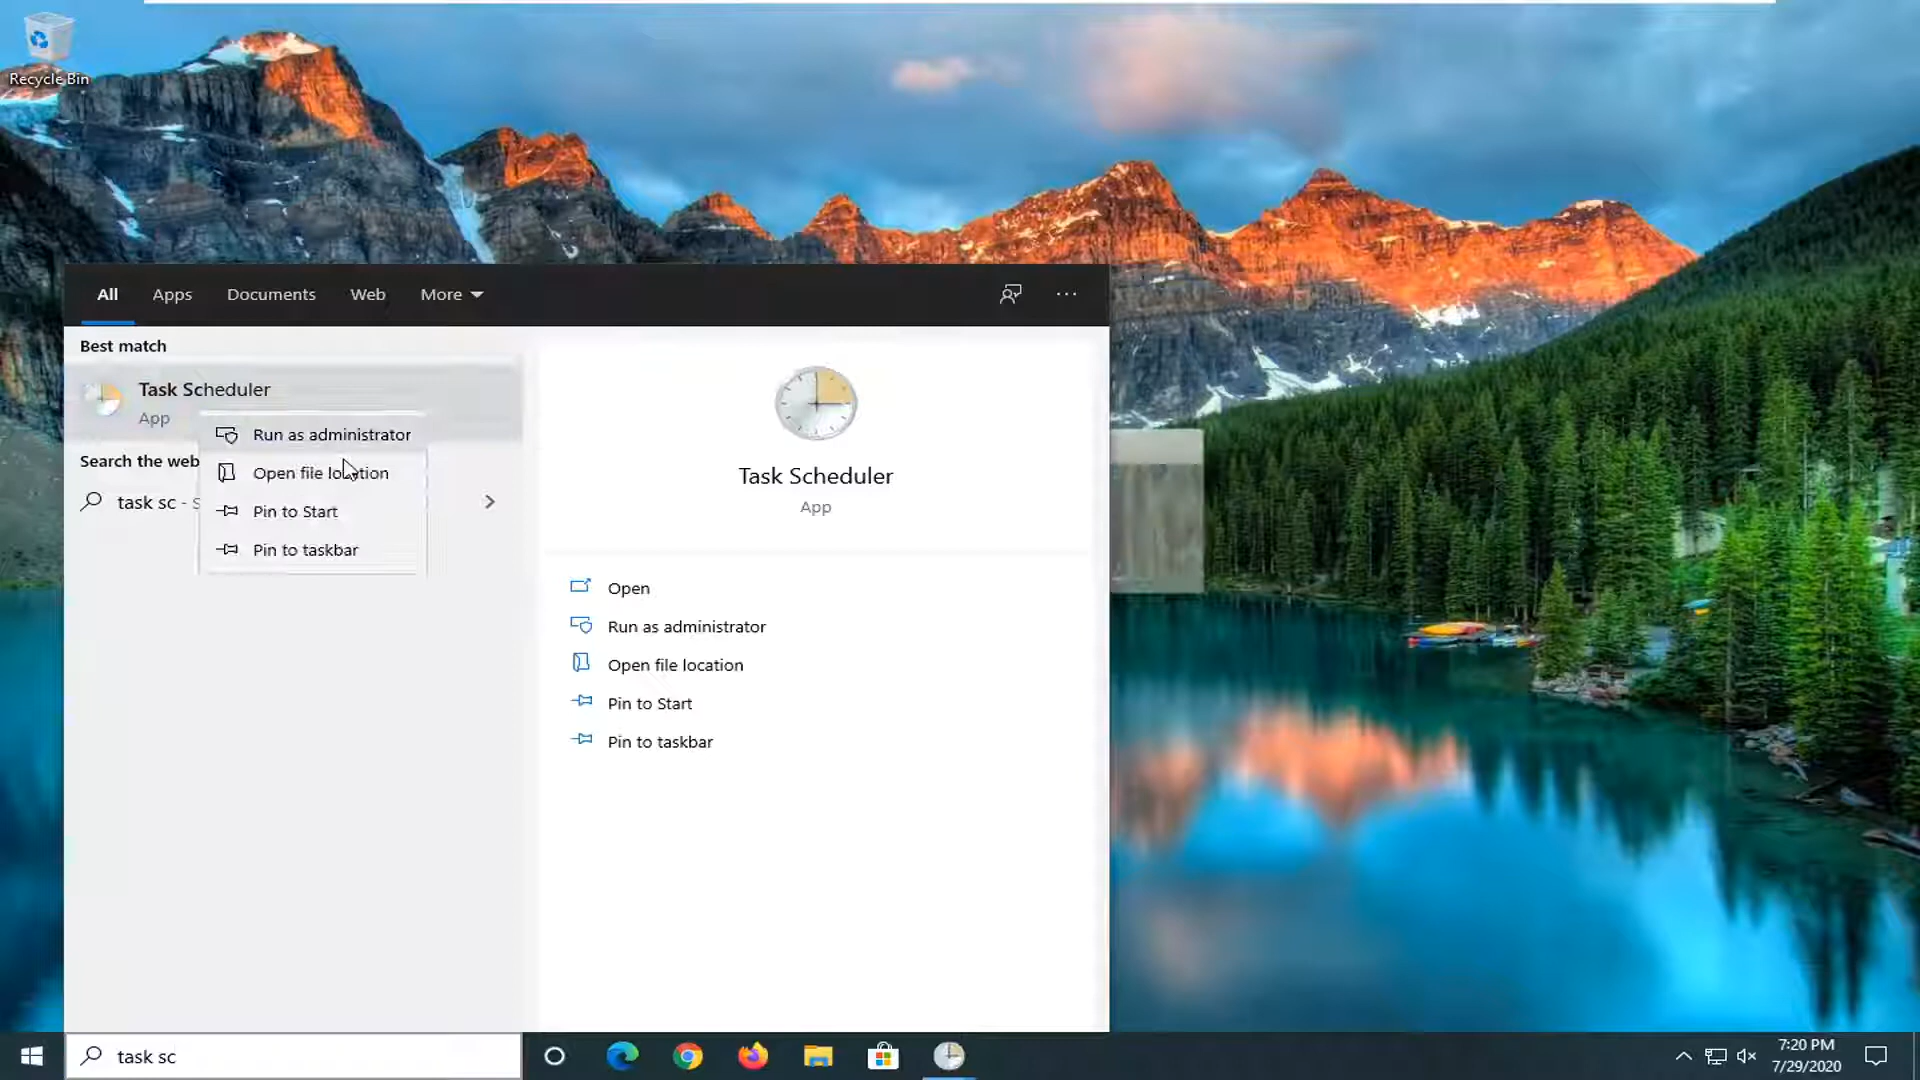 Recycle Bin
All
Apps
Documents
Web
More
Best match
Task Scheduler
App
Run as administrator
Search the web
Open file location
task sc - S
Pin to Start
Pin to taskbar
Task Scheduler
App
Open
Run as administrator
Open file location
Pin to Start
Pin to taskbar
task sc
7:20 PM
7/29/2020